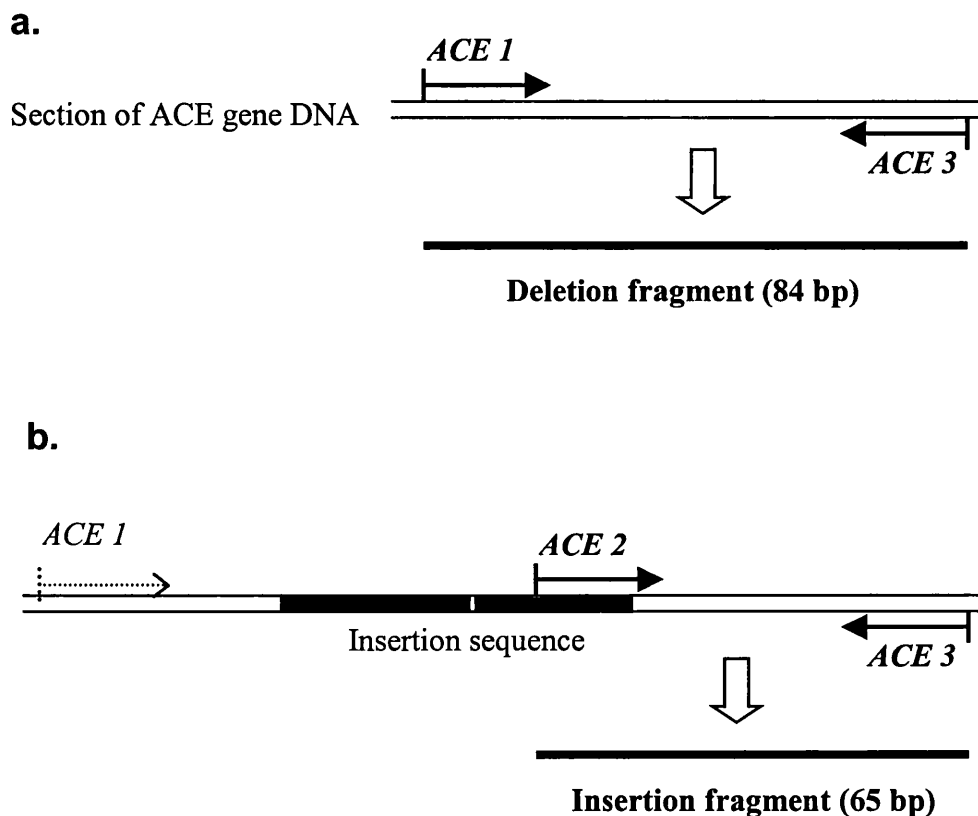 a.
ACE 1
Section of ACE gene DNA
ACE 3
Deletion fragment (84 bp)
b.
ACE 1
ACE 2
Insertion sequence
ACE 3
Insertion fragment (65 bp)